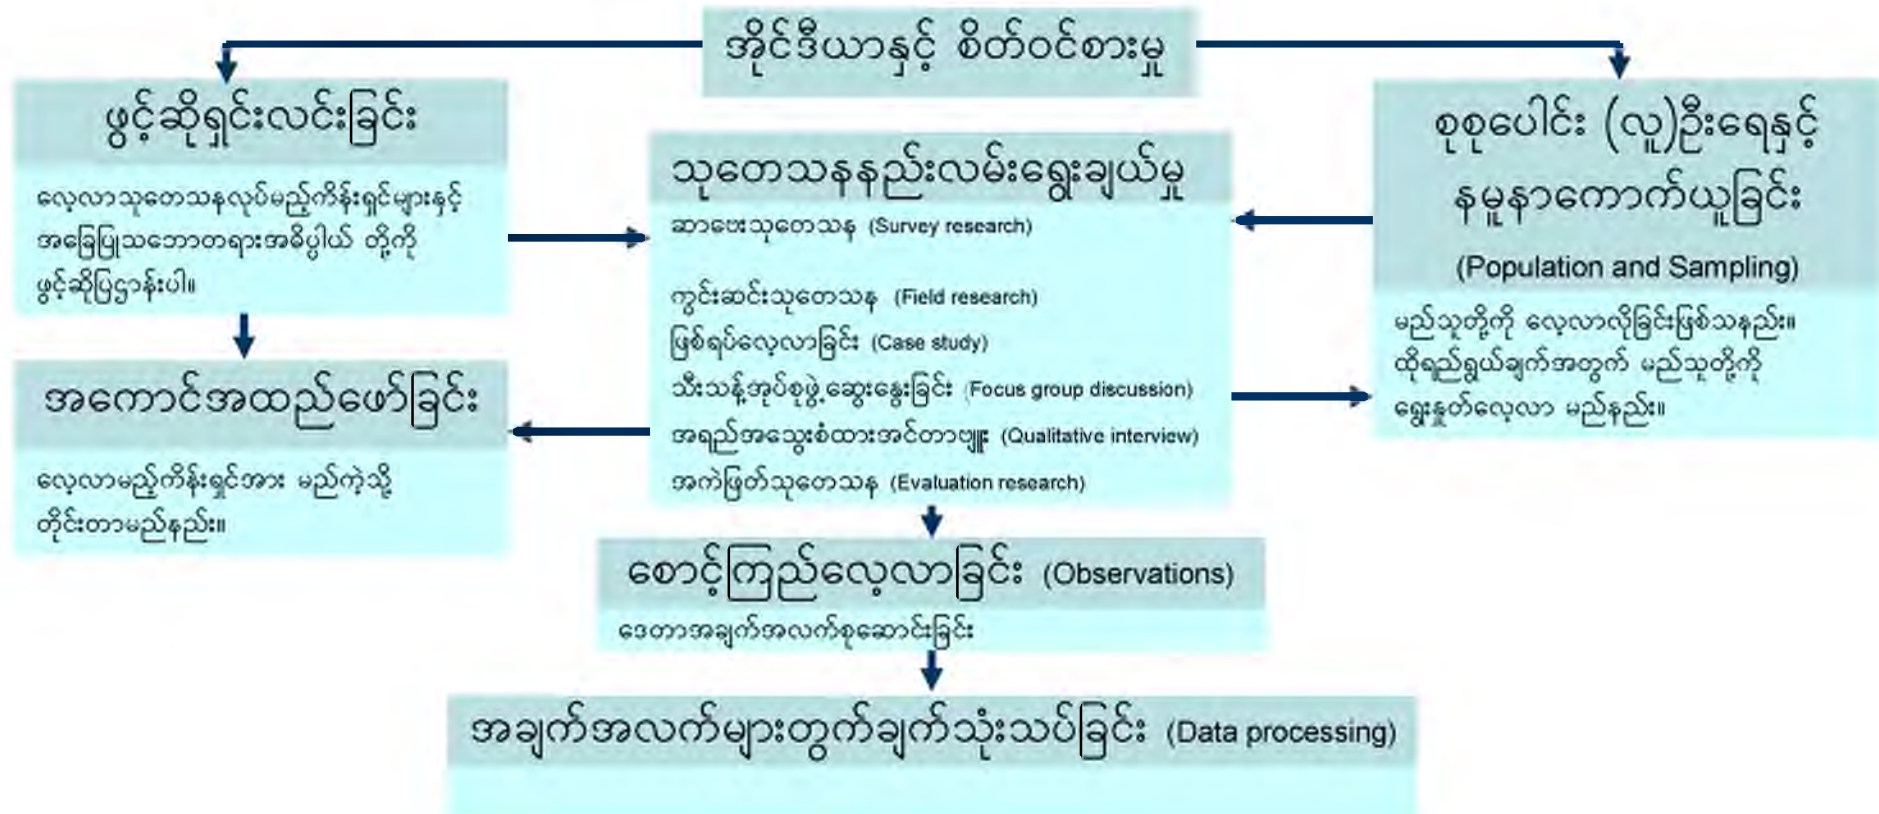 အိုင်ဒီယာနှင့် စိတ်ဝင်စားမှု
ဖွင့်ဆိုရှင်းလင်းခြင်း
လေ့လာသုတေသနလုပ်မည့်ကိန်းရှင်များနှင့်
အခြေပြုသဘောတရားအဓိပ္ပါယ် တို့ကို
ဖွင့်ဆိုပြဌာန်းပါ။
အကောင်အထည်ဖော်ခြင်း
လေ့လာမည့်ကိန်းရှင်အား မည်ကဲ့သို့
တိုင်းတာမည်နည်း။
သုတေသနနည်းလမ်းရွေးချယ်မှု
ဆာဗေးသုတေသန (Survey research)
ကွင်းဆင်းသုတေသန (Field research)
ဖြစ်ရပ်လေ့လာခြင်း (Case study)
သီးသန့်အုပ်စုဖွဲ့ဆွေးနွေးခြင်း (Focus group discussion)
အရည်အသွေးစံထားအင်တာဗျူး (Qualitative interview)
အကဲဖြတ်သုတေသန (Evaluation research)
စုစုပေါင်း (လူ)ဦးရေနှင့်
နမူနာကောက်ယူခြင်း
(Population and Sampling)
မည်သူတို့ကို လေ့လာလိုခြင်းဖြစ်သနည်း။
ထိုရည်ရွယ်ချက်အတွက် မည်သူတို့ကို
ရွေးနှုတ်လေ့လာ မည်နည်း။
စောင့်ကြည်လေ့လာခြင်း (Observations)
ဒေတာအချက်အလက်စုဆောင်းခြင်း
အချက်အလက်များတွက်ချက်သုံးသပ်ခြင်း (Data processing)